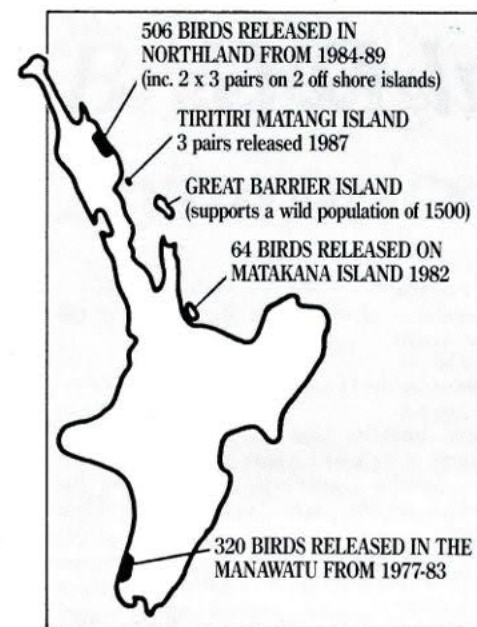 506 BIRDS RELEASED IN
NORTHLAND FROM 1984-89
(inc. 2 x 3 pairs on 2 off shore islands)
TIRITIRI MATANGI ISLAND
3 pairs released 1987
GREAT BARRIER ISLAND
(supports a wild population of 1500)
64 BIRDS RELEASED ON
MATAKANA ISLAND 1982
320 BIRDS RELEASED IN THE
MANAWATU FROM 1977-83